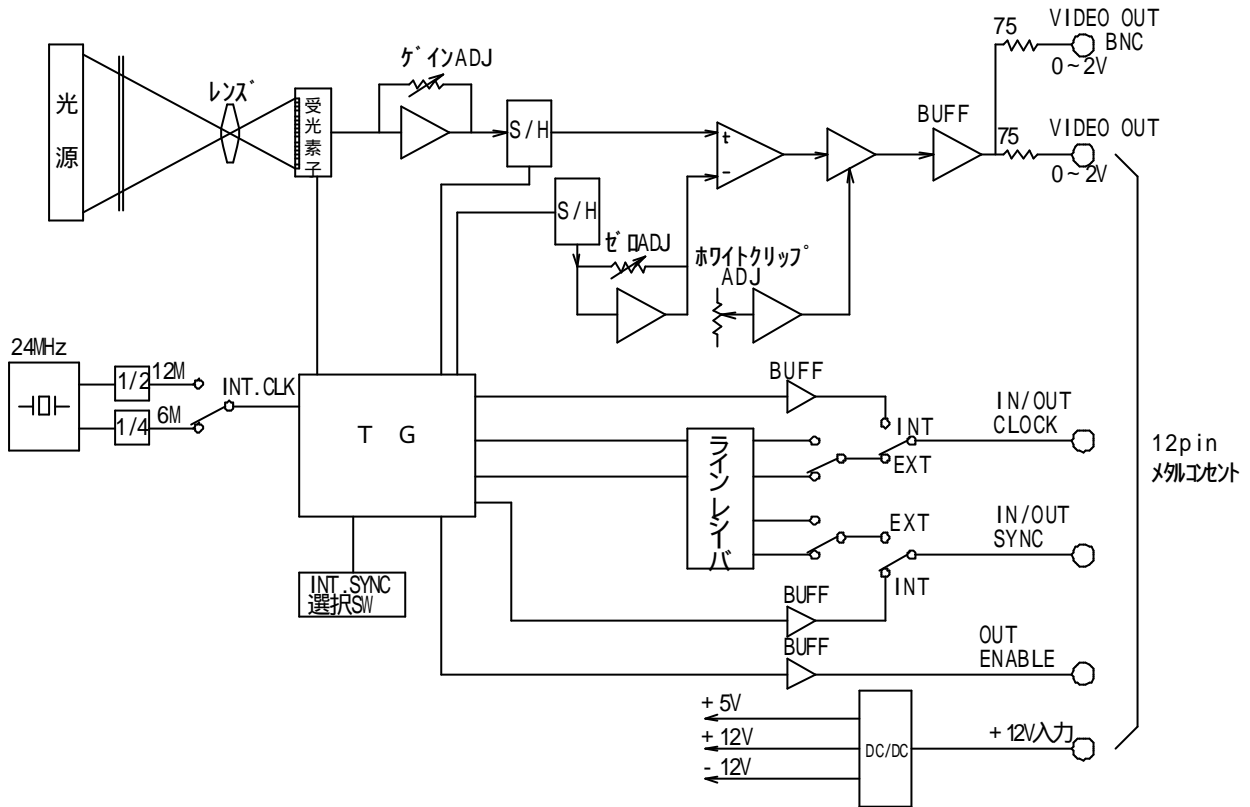 75
VIDEO OUT
BNC
0~2V
ゲインADJ
レンズ
光源
受光素子
S/H
BUFF
75
VIDEO OUT
0~2V
+
-
S/H
ゼロADJ
ホワイトクリップ
ADJ
24MHz
1/2
12M
INT.CLK
1/4
6M
TG
BUFF
INT
IN/OUT
CLOCK
EXT
ラインレシーバ
12pin
メタルコンセント
EXT
IN/OUT
SYNC
INT
INT.SYNC
選択SW
BUFF
BUFF
OUT
ENABLE
+5V
+12V
-12V
DC/DC
+12V入力